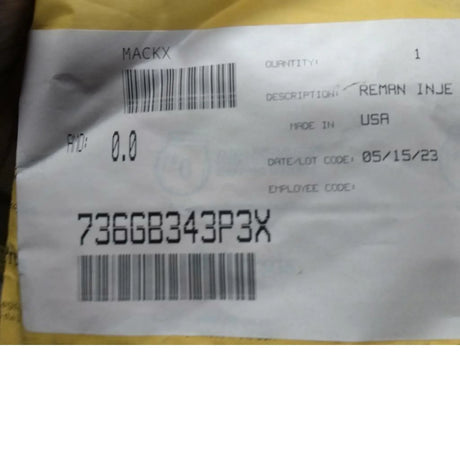 MACKX
QUANTITY: 1
DESCRIPTION: REMAN INJE
MADE IN USA
AMD: 0.0
DATE/LOT CODE: 05/15/23
EMPLOYEE CODE:
736GB343P3X